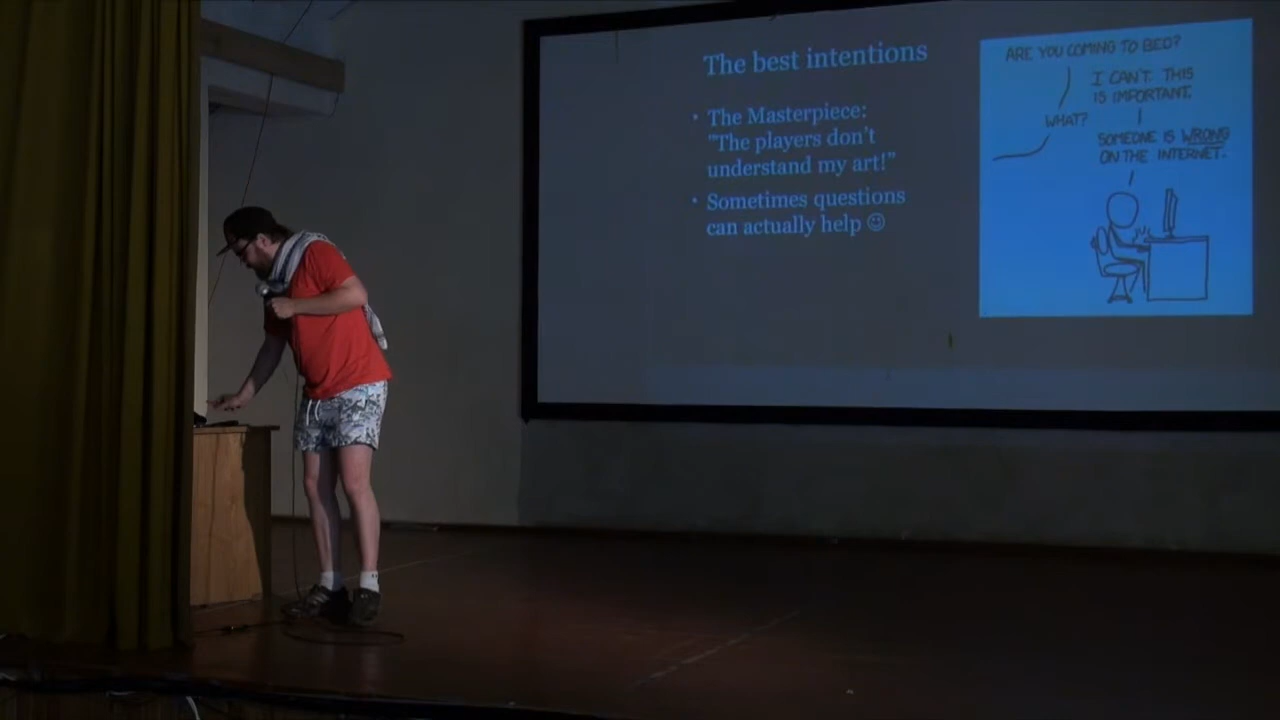 The best intentions
• The Masterpiece:
"The players don't
understand my art!"
• Sometimes questions
can actually help ☺
ARE YOU COMING TO BED?
I CAN'T. THIS
IS IMPORTANT.
WHAT?
SOMEONE IS WRONG
ON THE INTERNET.